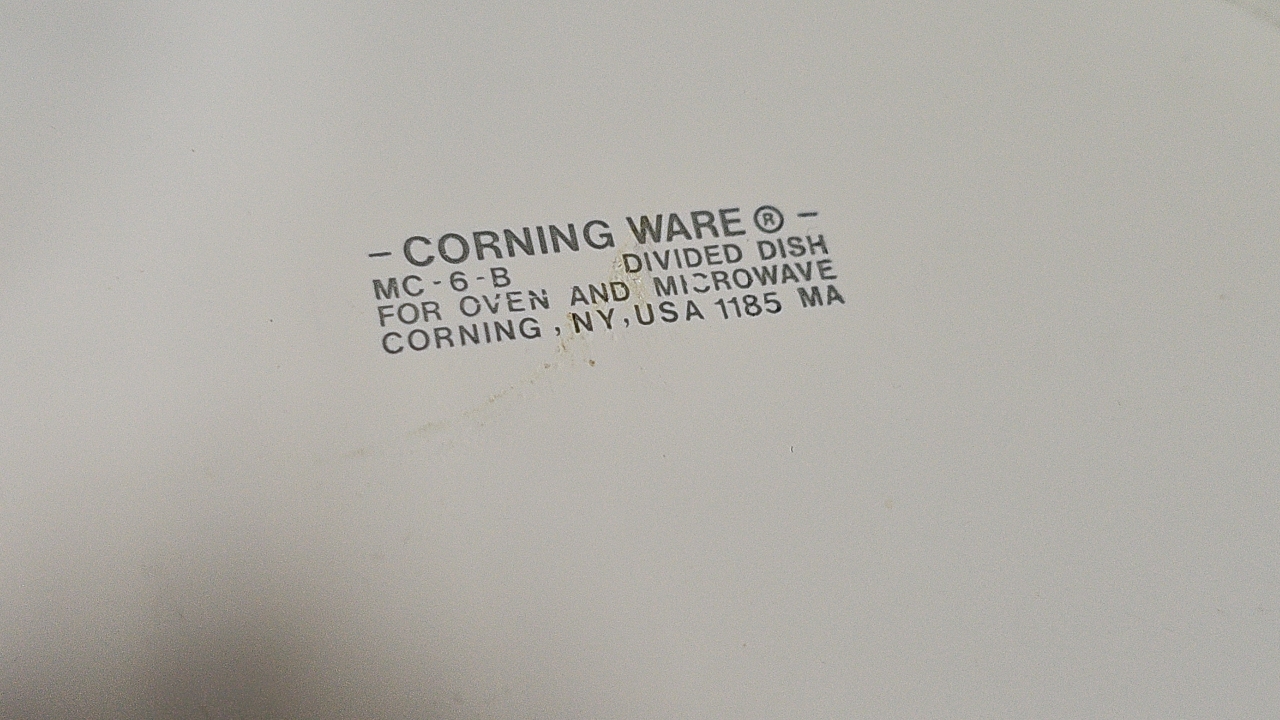 - CORNING WARE ® -
MC-6-B DIVIDED DISH
FOR OVEN AND MICROWAVE
CORNING, NY, USA 1185 MA